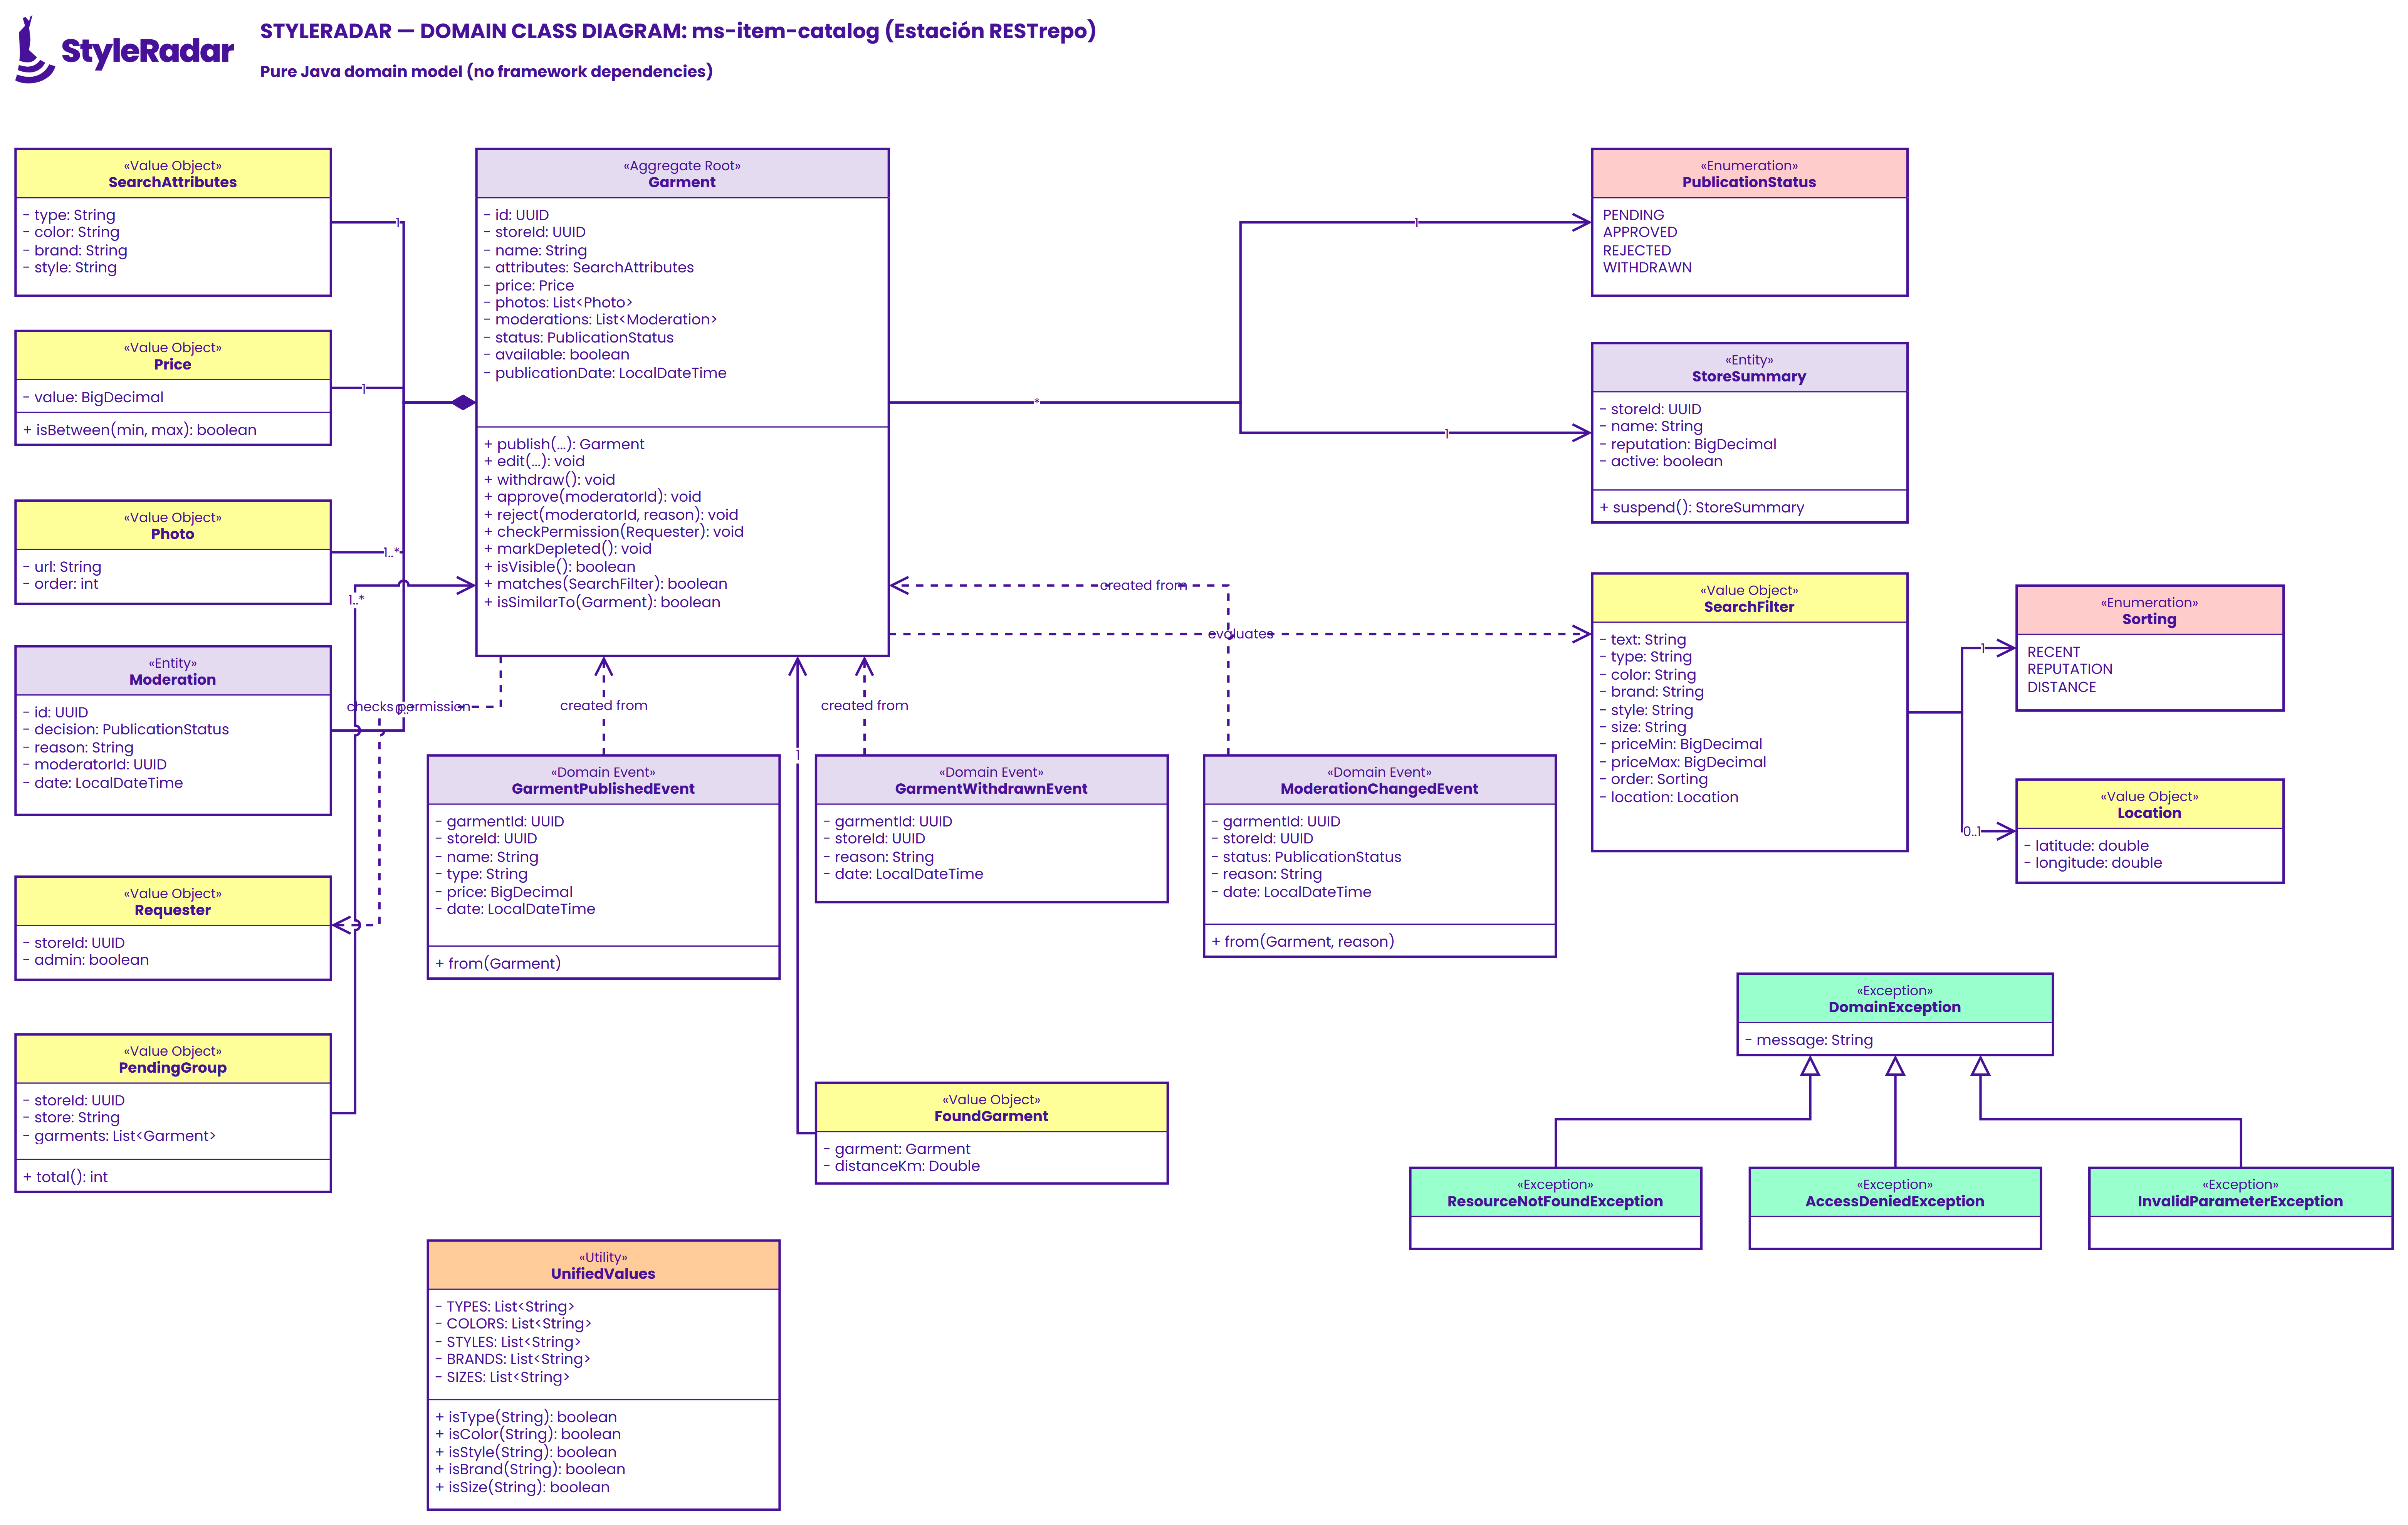 StyleRadar
STYLERADAR — DOMAIN CLASS DIAGRAM: ms-item-catalog (Estación RESTrepo)
Pure Java domain model (no framework dependencies)
«Value Object»
SearchAttributes
- type: String
- color: String
- brand: String
- style: String
1
«Value Object»
Price
- value: BigDecimal
+ isBetween(min, max): boolean
1
«Value Object»
Photo
- url: String
- order: int
1..*
1..*
«Entity»
Moderation
- id: UUID
- decision: PublicationStatus
- reason: String
- moderatorId: UUID
- date: LocalDateTime
checks permission
«Value Object»
Requester
- storeId: UUID
- admin: boolean
«Value Object»
PendingGroup
- storeId: UUID
- store: String
- garments: List<Garment>
+ total(): int
«Aggregate Root»
Garment
- id: UUID
- storeId: UUID
- name: String
- attributes: SearchAttributes
- price: Price
- photos: List<Photo>
- moderations: List<Moderation>
- status: PublicationStatus
- available: boolean
- publicationDate: LocalDateTime
+ publish(...): Garment
+ edit(...): void
+ withdraw(): void
+ approve(moderatorId): void
+ reject(moderatorId, reason): void
+ checkPermission(Requester): void
+ markDepleted(): void
+ isVisible(): boolean
+ matches(SearchFilter): boolean
+ isSimilarTo(Garment): boolean
created from
created from
created from
evaluates
*
1
1
1
«Domain Event»
GarmentPublishedEvent
- garmentId: UUID
- storeId: UUID
- name: String
- type: String
- price: BigDecimal
- date: LocalDateTime
+ from(Garment)
«Domain Event»
GarmentWithdrawnEvent
- garmentId: UUID
- storeId: UUID
- reason: String
- date: LocalDateTime
«Domain Event»
ModerationChangedEvent
- garmentId: UUID
- storeId: UUID
- status: PublicationStatus
- reason: String
- date: LocalDateTime
+ from(Garment, reason)
«Value Object»
FoundGarment
- garment: Garment
- distanceKm: Double
«Utility»
UnifiedValues
- TYPES: List<String>
- COLORS: List<String>
- STYLES: List<String>
- BRANDS: List<String>
- SIZES: List<String>
+ isType(String): boolean
+ isColor(String): boolean
+ isStyle(String): boolean
+ isBrand(String): boolean
+ isSize(String): boolean
«Enumeration»
PublicationStatus
PENDING
APPROVED
REJECTED
WITHDRAWN
«Entity»
StoreSummary
- storeId: UUID
- name: String
- reputation: BigDecimal
- active: boolean
+ suspend(): StoreSummary
«Value Object»
SearchFilter
- text: String
- type: String
- color: String
- brand: String
- style: String
- size: String
- priceMin: BigDecimal
- priceMax: BigDecimal
- order: Sorting
- location: Location
1
0..1
«Enumeration»
Sorting
RECENT
REPUTATION
DISTANCE
«Value Object»
Location
- latitude: double
- longitude: double
«Exception»
DomainException
- message: String
«Exception»
ResourceNotFoundException
«Exception»
AccessDeniedException
«Exception»
InvalidParameterException